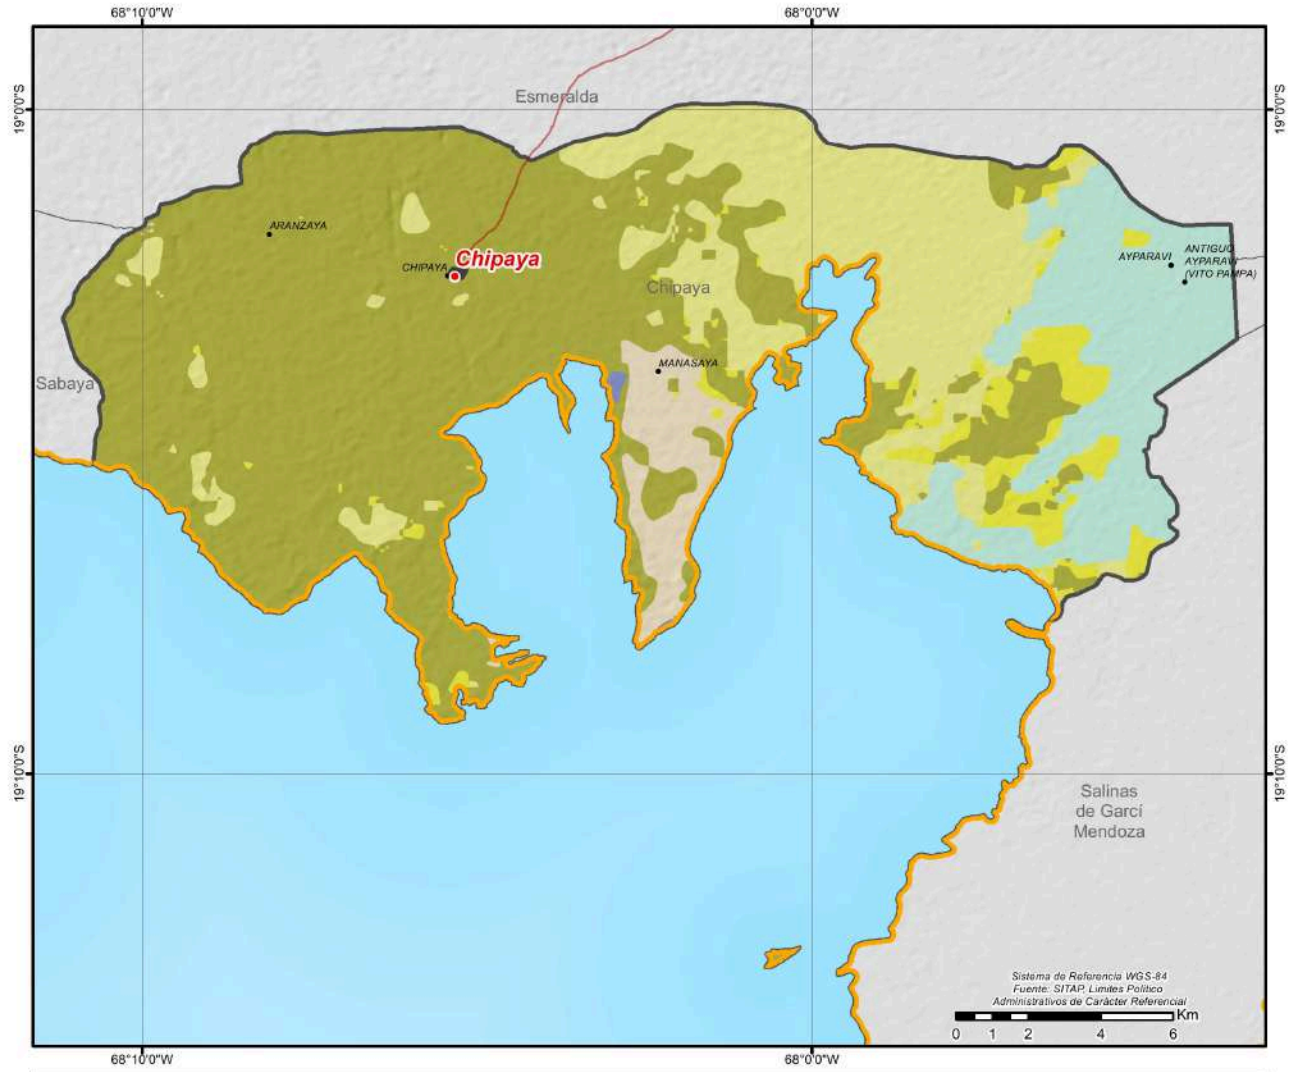 68°10'0"W
68°0'0"W
Esmeralda
19°0'0"S
19°0'0"S
ARANZAYA
Chipaya
CHIPAYA
ANTIGUO
AYPARAVI
AYPARAVI
(VITO PAMPA)
Chipaya
MANASAYA
Sabaya
19°10'0"S
19°10'0"S
Salinas
de Garcí
Mendoza
Sistema de Referencia WGS-84
Fuente: SITAP, Limites Político
Administrativos de Carácter Referencial
Km
0 1 2 4 6
68°10'0"W
68°0'0"W